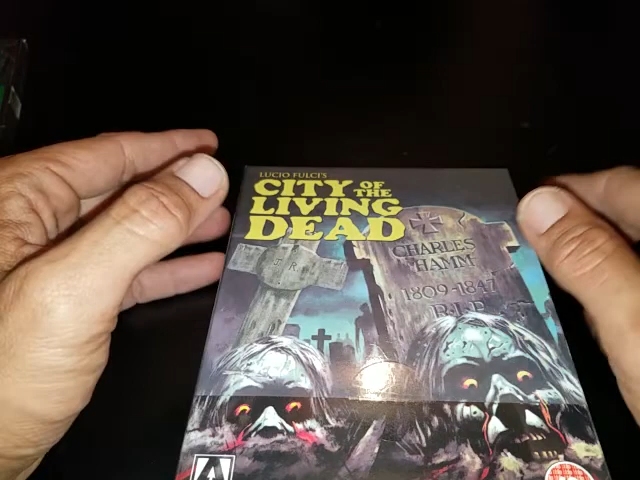 LUCIO FULCI'S
CITY OF THE
LIVING
DEAD
CHARLES
HAMM
1809-1847
R.I.P.